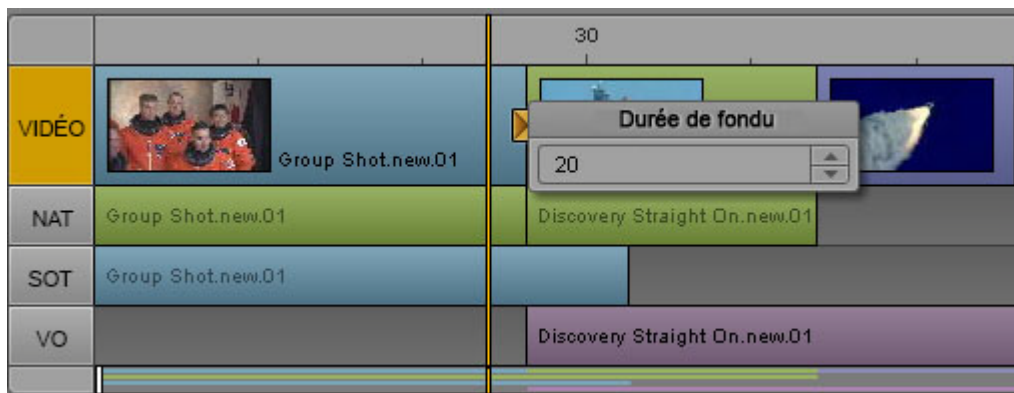 30
VIDÉO
Group Shot.new.01
Durée de fondu
20
NAT
Group Shot.new.01
Discovery Straight On.new.01
SOT
Group Shot.new.01
VO
Discovery Straight On.new.01